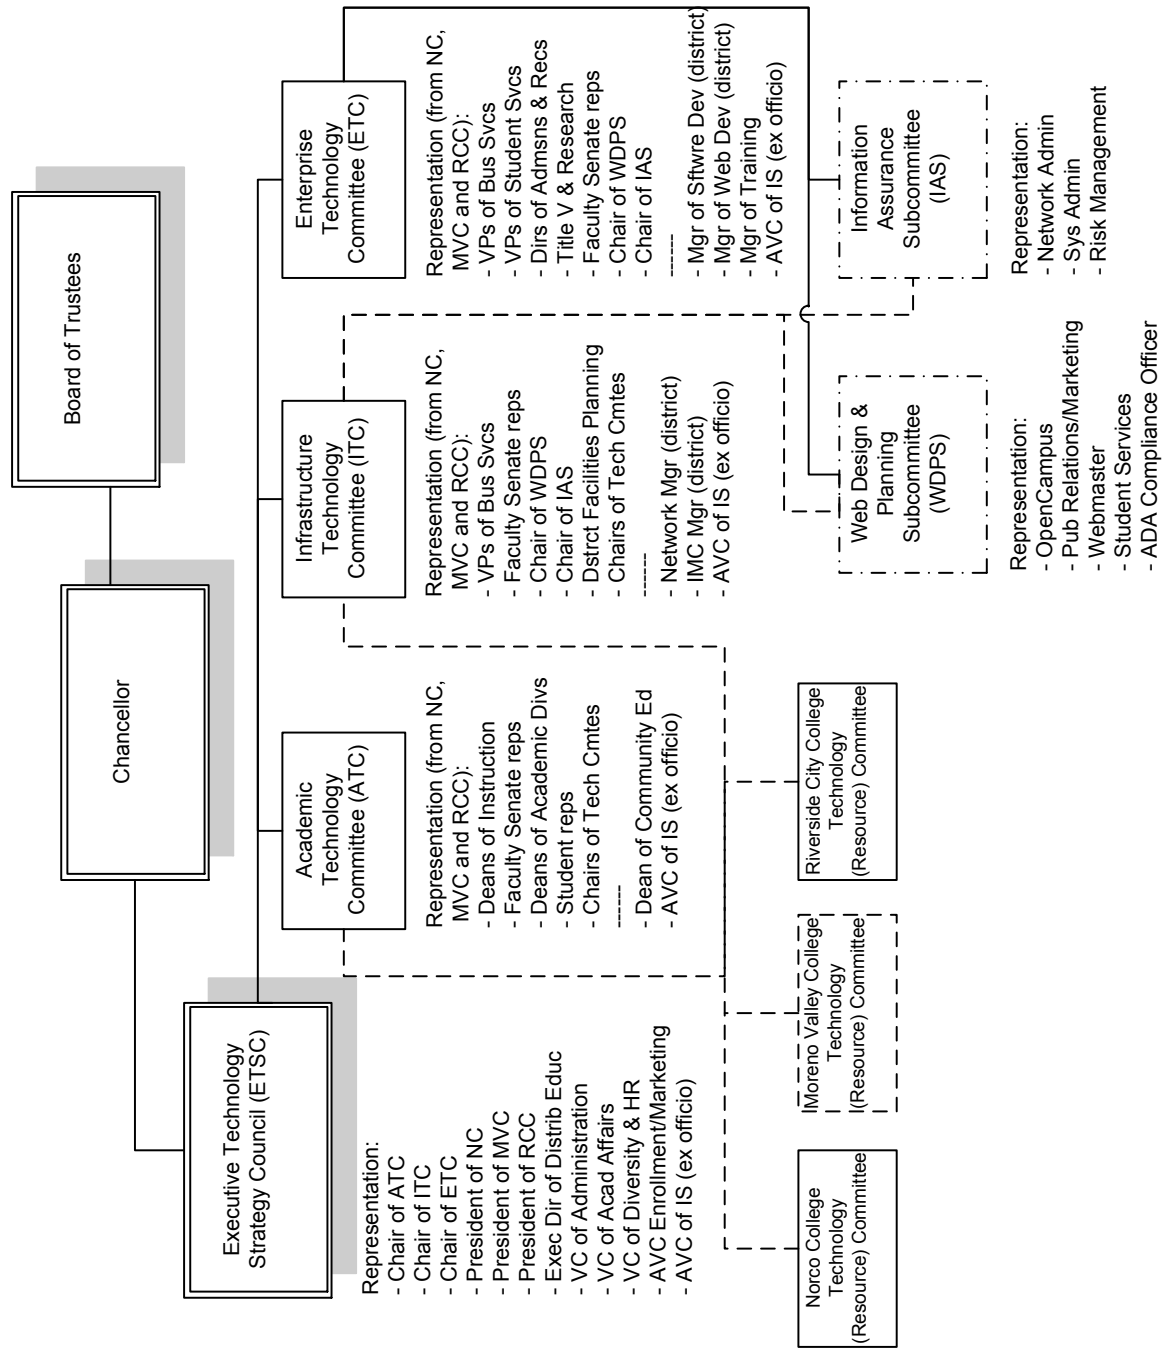 Board of Trustees
Chancellor
Executive Technology
Strategy Council (ETSC)
Representation:
- Chair of ATC
- Chair of ITC
- Chair of ETC
- President of NC
- President of MVC
- President of RCC
- Exec Dir of Distrib Educ
- VC of Administration
- VC of Acad Affairs
- VC of Diversity & HR
- AVC Enrollment/Marketing
- AVC of IS (ex officio)
Academic
Technology
Committee (ATC)
Representation (from NC,
MVC and RCC):
- Deans of Instruction
- Faculty Senate reps
- Deans of Academic Divs
- Student reps
- Chairs of Tech Cmtes
------
- Dean of Community Ed
- AVC of IS (ex officio)
Infrastructure
Technology
Committee (ITC)
Representation (from NC,
MVC and RCC):
- VPs of Bus Svcs
- Faculty Senate reps
- Chair of WDPS
- Chair of IAS
- Dstrct Facilities Planning
- Chairs of Tech Cmtes
------
- Network Mgr (district)
- IMC Mgr (district)
- AVC of IS (ex officio)
Enterprise
Technology
Committee (ETC)
Representation (from NC,
MVC and RCC):
- VPs of Bus Svcs
- VPs of Student Svcs
- Dirs of Admsns & Recs
- Title V & Research
- Faculty Senate reps
- Chair of WDPS
- Chair of IAS
------
- Mgr of Sftwre Dev (district)
- Mgr of Web Dev (district)
- Mgr of Training
- AVC of IS (ex officio)
Norco College
Technology
(Resource) Committee
Moreno Valley College
Technology
(Resource) Committee
Riverside City College
Technology
(Resource) Committee
Web Design &
Planning
Subcommittee
(WDPS)
Representation:
- OpenCampus
- Pub Relations/Marketing
- Webmaster
- Student Services
- ADA Compliance Officer
Information
Assurance
Subcommittee
(IAS)
Representation:
- Network Admin
- Sys Admin
- Risk Management